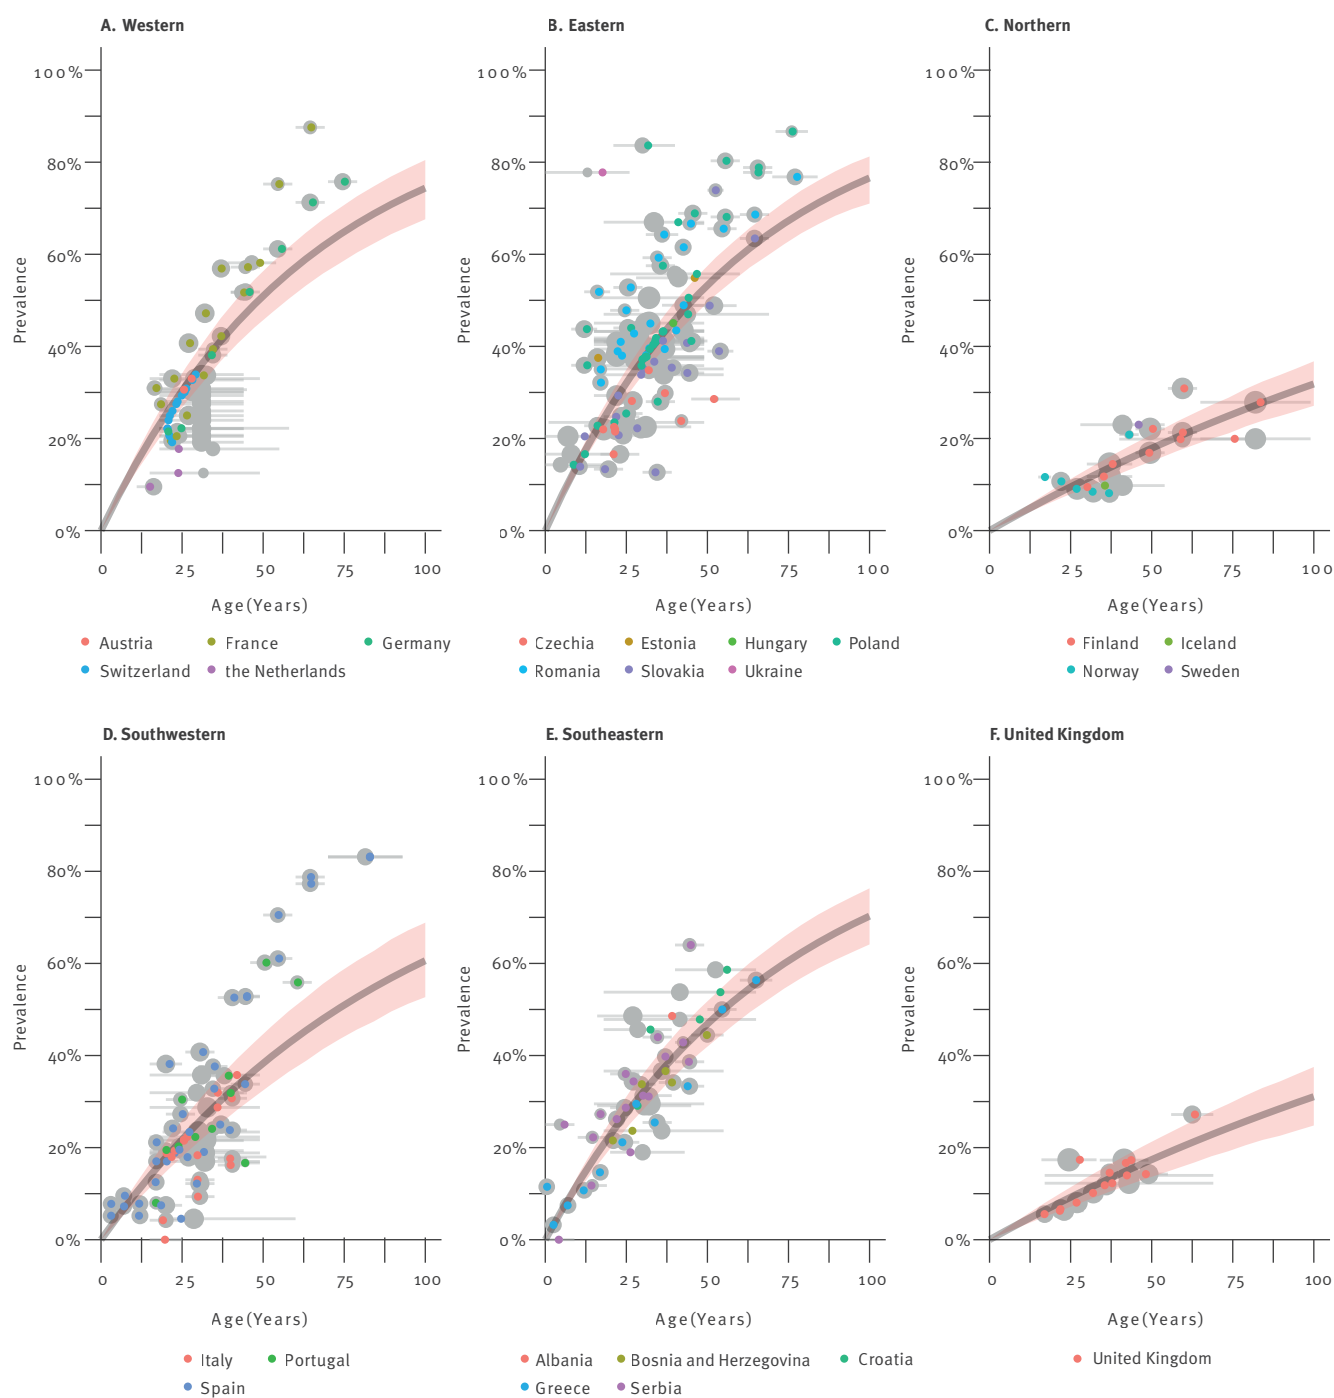 A. Western
B. Eastern
C. Northern
100%
80%
60%
40%
20%
0%
Prevalence
0 25 50 75 100
Age(Years)
100%
80%
60%
40%
20%
0%
Prevalence
0 25 50 75 100
Age(Years)
100%
80%
60%
40%
20%
0%
Prevalence
0 25 50 75 100
Age(Years)
Austria France Germany
Switzerland the Netherlands
Czechia Estonia Hungary Poland
Romania Slovakia Ukraine
Finland Iceland
Norway Sweden
D. Southwestern
E. Southeastern
F. United Kingdom
100%
80%
60%
40%
20%
0%
Prevalence
0 25 50 75 100
Age(Years)
100%
80%
60%
40%
20%
0%
Prevalence
0 25 50 75 100
Age(Years)
100%
80%
60%
40%
20%
0%
Prevalence
0 25 50 75 100
Age(Years)
Italy Portugal
Spain
Albania Bosnia and Herzegovina Croatia
Greece Serbia
United Kingdom